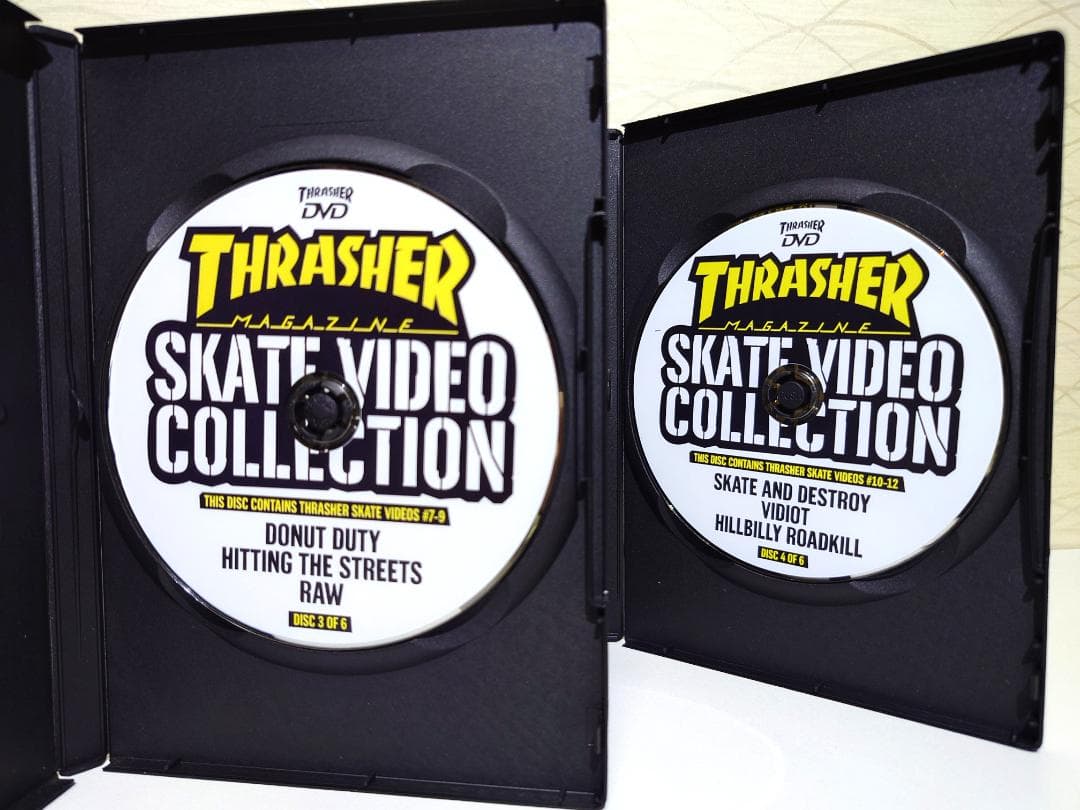 THRASHER
DVD
THRASHER
MAGAZINE
SKATE VIDEO
COLLECTION
THIS DISC CONTAINS THRASHER SKATE VIDEOS #7-9
DONUT DUTY
HITTING THE STREETS
RAW
DISC 3 OF 6
THRASHER
DVD
THRASHER
MAGAZINE
SKATE VIDEO
COLLECTION
THIS DISC CONTAINS THRASHER SKATE VIDEOS #10-12
SKATE AND DESTROY
VIDIOT
HILLBILLY ROADKILL
DISC 4 OF 6